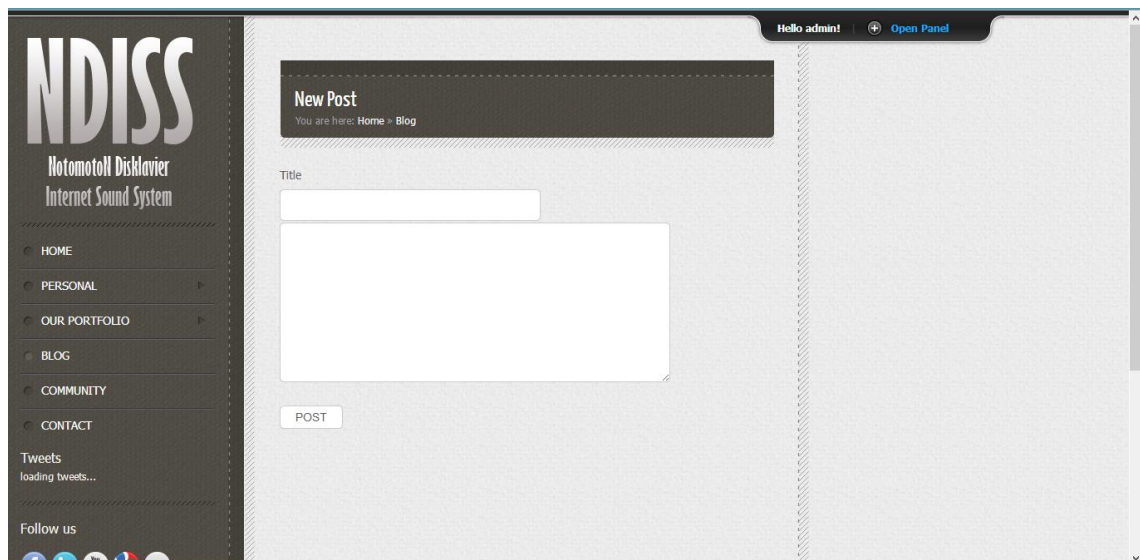 Hello admin!
Open Panel
NDISS
NotomotoN Disklavier
Internet Sound System
HOME
PERSONAL
OUR PORTFOLIO
BLOG
COMMUNITY
CONTACT
Tweets
loading tweets...
Follow us
New Post
You are here: Home » Blog
Title
POST